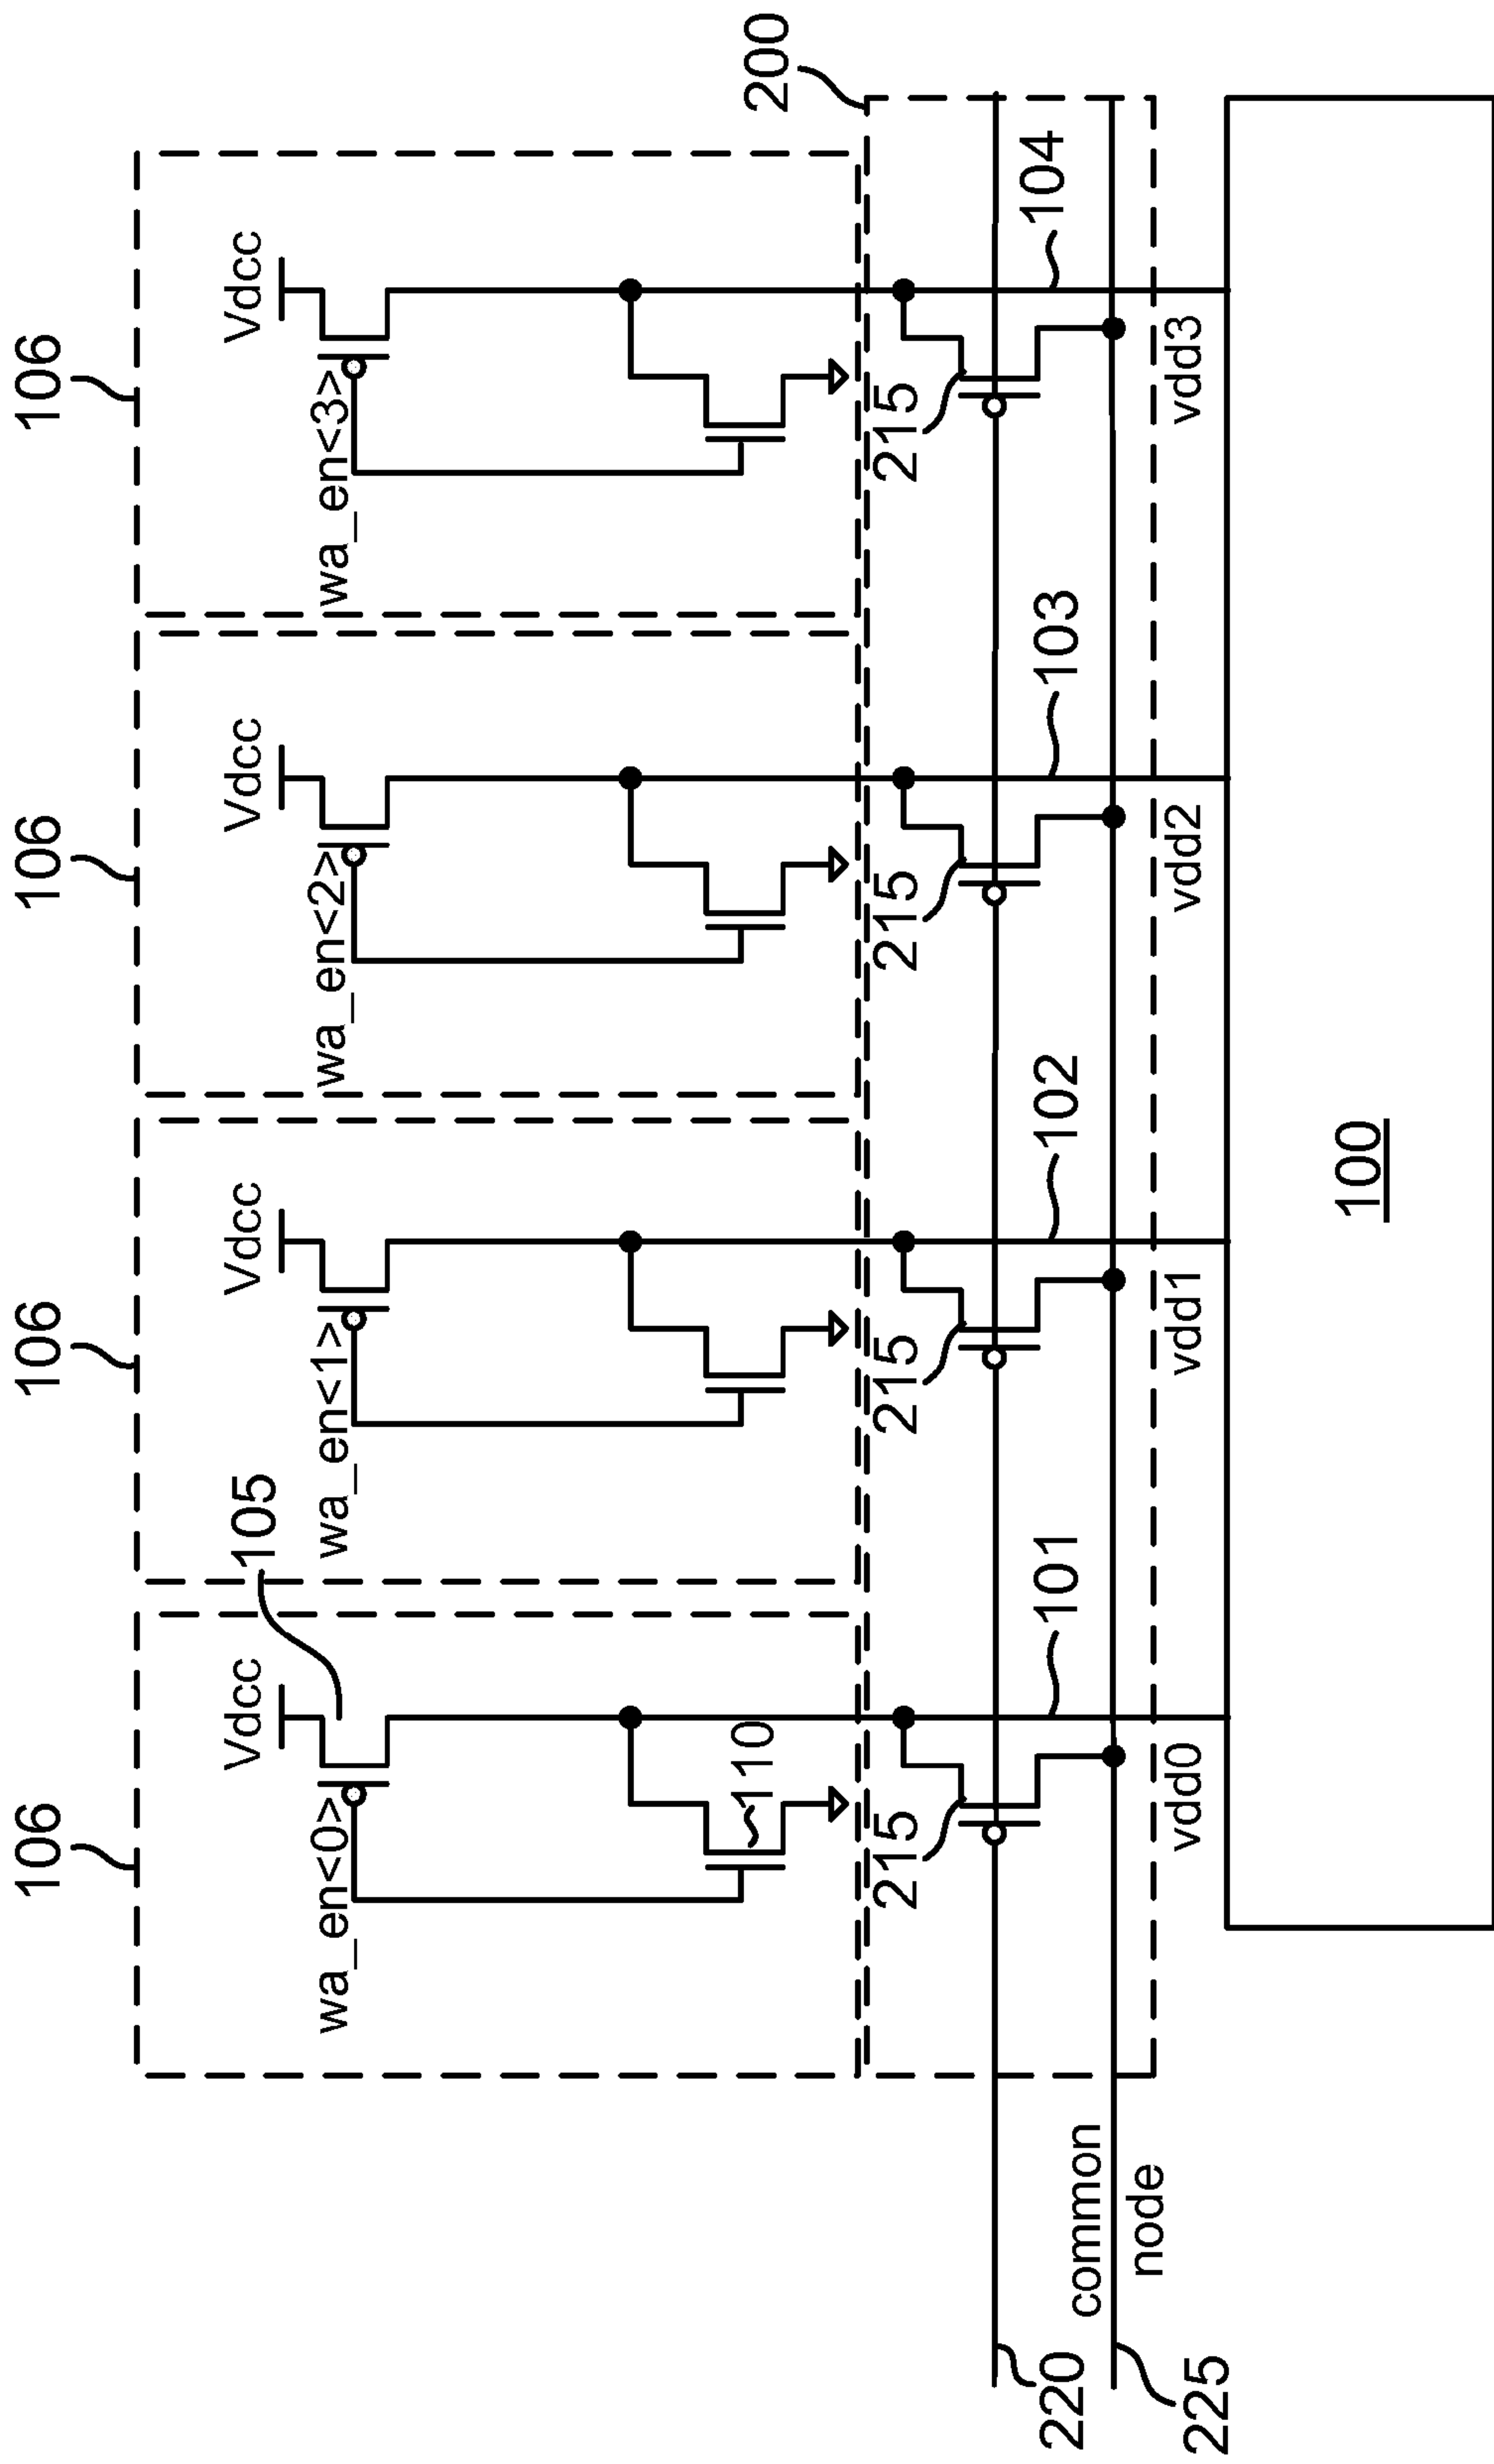 106
106
106
106
Vdcc
Vdcc
Vdcc
Vdcc
105
wa_en<0>
wa_en<1>
wa_en<2>
wa_en<3>
110
200
215
215
215
215
101
102
103
104
220
common
node
225
vdd0
vdd1
vdd2
vdd3
100